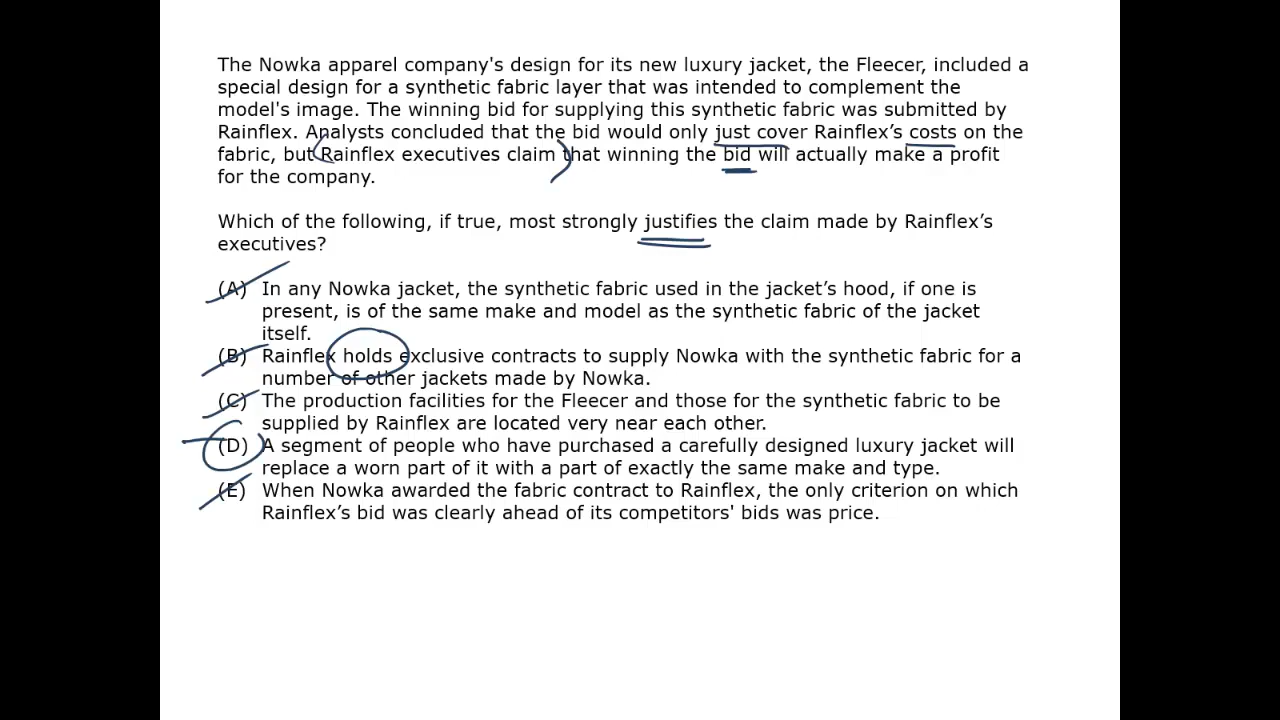 The Nowka apparel company's design for its new luxury jacket, the Fleecer, included a
special design for a synthetic fabric layer that was intended to complement the
model's image. The winning bid for supplying this synthetic fabric was submitted by
Rainflex. Analysts concluded that the bid would only just cover Rainflex’s costs on the
fabric, but Rainflex executives claim that winning the bid will actually make a profit
for the company.
Which of the following, if true, most strongly justifies the claim made by Rainflex’s
executives?
(A) In any Nowka jacket, the synthetic fabric used in the jacket’s hood, if one is
present, is of the same make and model as the synthetic fabric of the jacket
itself.
(B) Rainflex holds exclusive contracts to supply Nowka with the synthetic fabric for a
number of other jackets made by Nowka.
(C) The production facilities for the Fleecer and those for the synthetic fabric to be
supplied by Rainflex are located very near each other.
(D) A segment of people who have purchased a carefully designed luxury jacket will
replace a worn part of it with a part of exactly the same make and type.
(E) When Nowka awarded the fabric contract to Rainflex, the only criterion on which
Rainflex’s bid was clearly ahead of its competitors' bids was price.